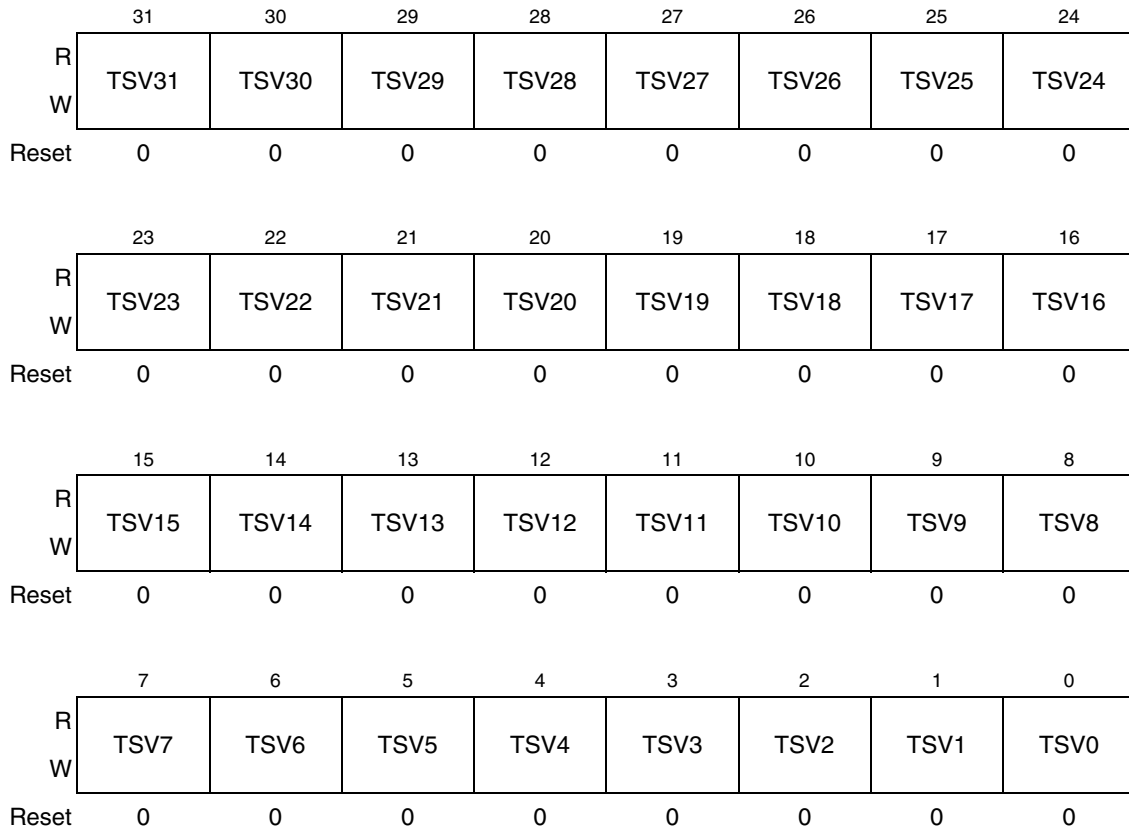 31 30 29 28 27 26 25 24
R
TSV31 TSV30 TSV29 TSV28 TSV27 TSV26 TSV25 TSV24
W
Reset 0 0 0 0 0 0 0 0
23 22 21 20 19 18 17 16
R
TSV23 TSV22 TSV21 TSV20 TSV19 TSV18 TSV17 TSV16
W
Reset 0 0 0 0 0 0 0 0
15 14 13 12 11 10 9 8
R
TSV15 TSV14 TSV13 TSV12 TSV11 TSV10 TSV9 TSV8
W
Reset 0 0 0 0 0 0 0 0
7 6 5 4 3 2 1 0
R
TSV7 TSV6 TSV5 TSV4 TSV3 TSV2 TSV1 TSV0
W
Reset 0 0 0 0 0 0 0 0